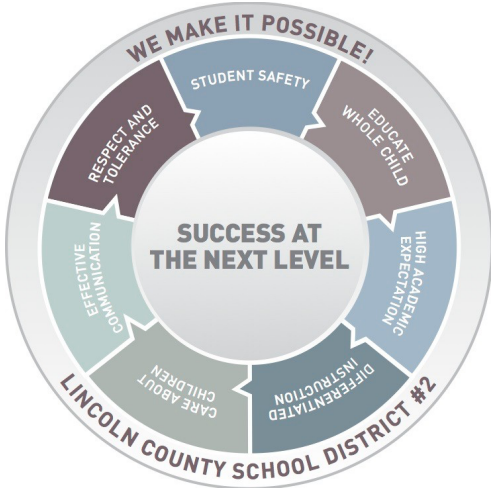 WE MAKE IT POSSIBLE!
STUDENT SAFETY
EDUCATE
WHOLE CHILD
HIGH ACADEMIC
EXPECTATION
DIFFERENTIATED
INSTRUCTION
CARE ABOUT
CHILDREN
EFFECTIVE
COMMUNICATION
RESPECT AND
TOLERANCE
SUCCESS AT
THE NEXT LEVEL
LINCOLN COUNTY SCHOOL DISTRICT #2